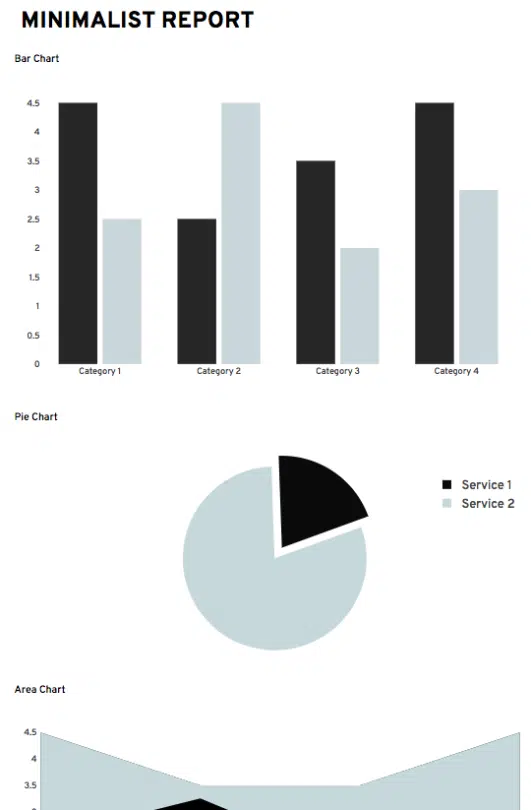 MINIMALIST REPORT
Bar Chart
4.5
4
3.5
3
2.5
2
1.5
1
0.5
0
Category 1 Category 2 Category 3 Category 4
Pie Chart
Service 1
Service 2
Area Chart
4.5
4
3.5